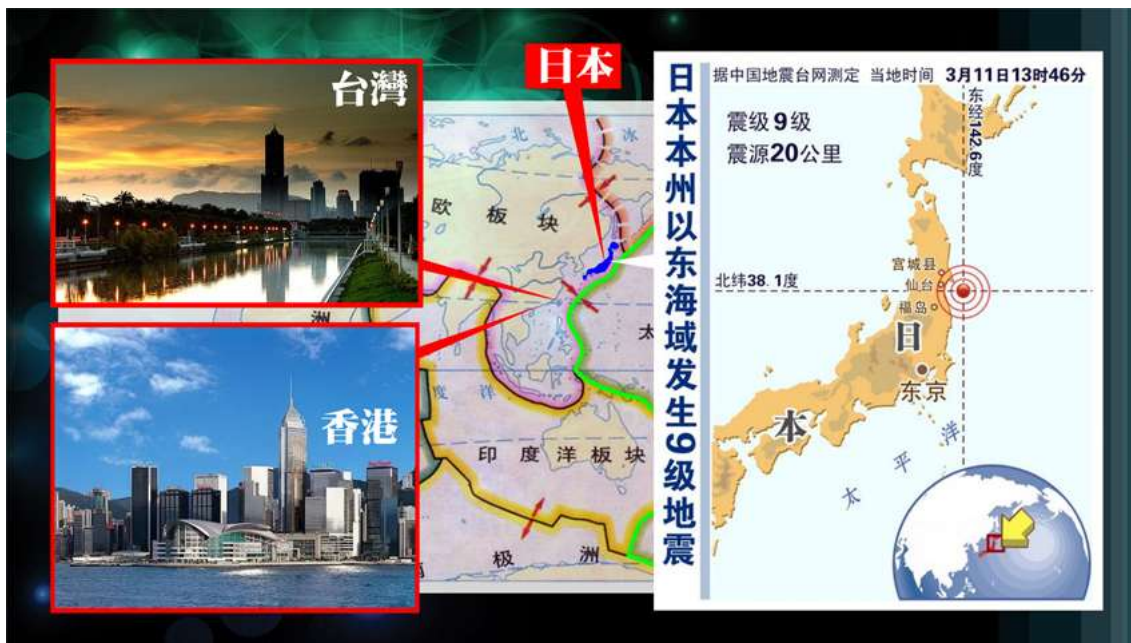 台灣
香港
日本
北
冰
欧 板 块
洲
太
度 洋
印 度 洋 板 块
极 洲
日本本州以东海域发生9级地震
据中国地震台网测定 当地时间 3月11日13时46分
震级9级
震源20公里
东经142.6度
北纬38.1度
宫城县
仙台
福岛
日
本
东京
太 平 洋